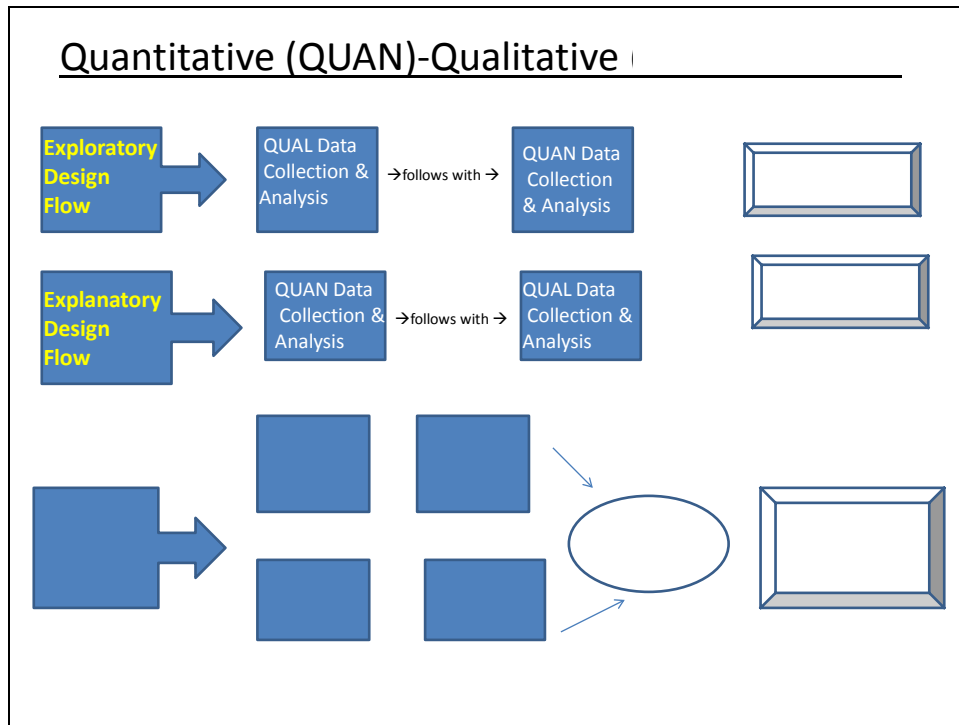 Quantitative (QUAN)-Qualitative (
Exploratory
Design
Flow
QUAL Data
Collection &
Analysis
→follows with →
QUAN Data
Collection
& Analysis
Explanatory
Design
Flow
QUAN Data
Collection &
Analysis
→follows with →
QUAL Data
Collection &
Analysis